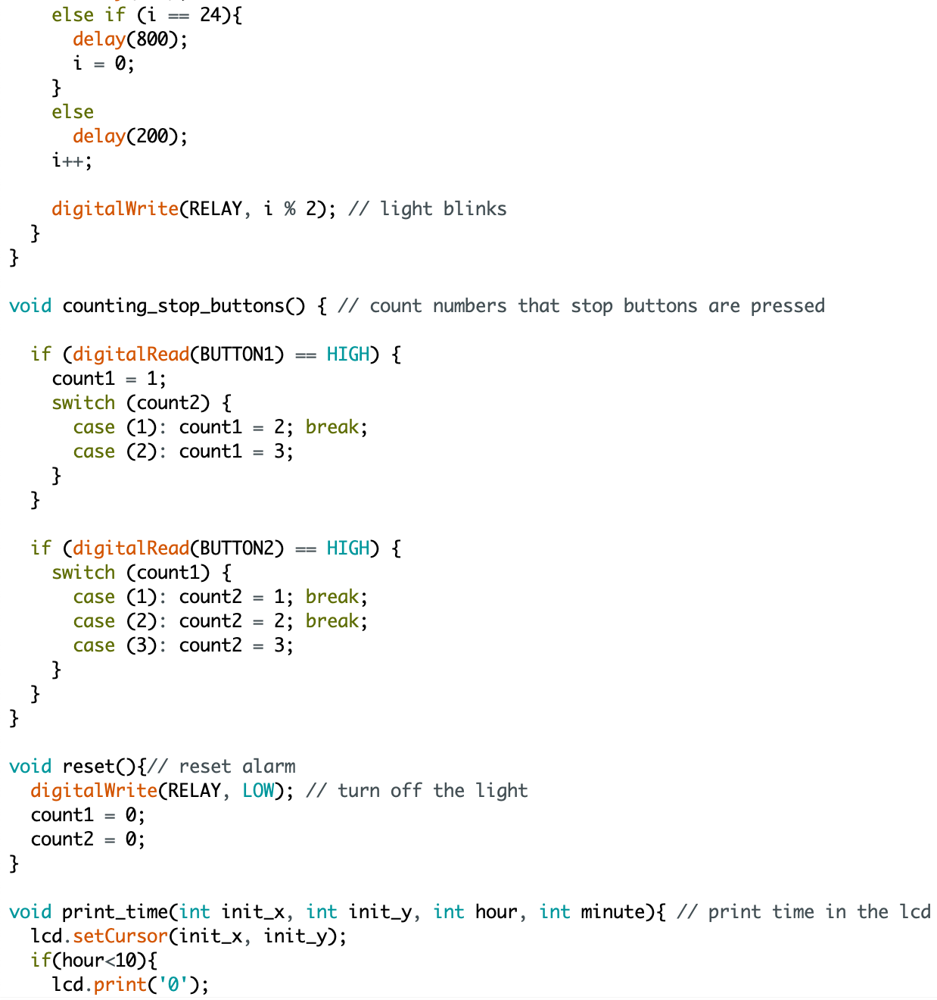 else if (i == 24){
delay(800);
i = 0;
}
else
delay(200);
i++;
digitalWrite(RELAY, i % 2); // light blinks
}
}
void counting_stop_buttons() { // count numbers that stop buttons are pressed
if (digitalRead(BUTTON1) == HIGH) {
count1 = 1;
switch (count2) {
case (1): count1 = 2; break;
case (2): count1 = 3;
}
}
if (digitalRead(BUTTON2) == HIGH) {
switch (count1) {
case (1): count2 = 1; break;
case (2): count2 = 2; break;
case (3): count2 = 3;
}
}
}
void reset(){// reset alarm
digitalWrite(RELAY, LOW); // turn off the light
count1 = 0;
count2 = 0;
}
void print_time(int init_x, int init_y, int hour, int minute){ // print time in the lcd
lcd.setCursor(init_x, init_y);
if(hour<10){
lcd.print('0');